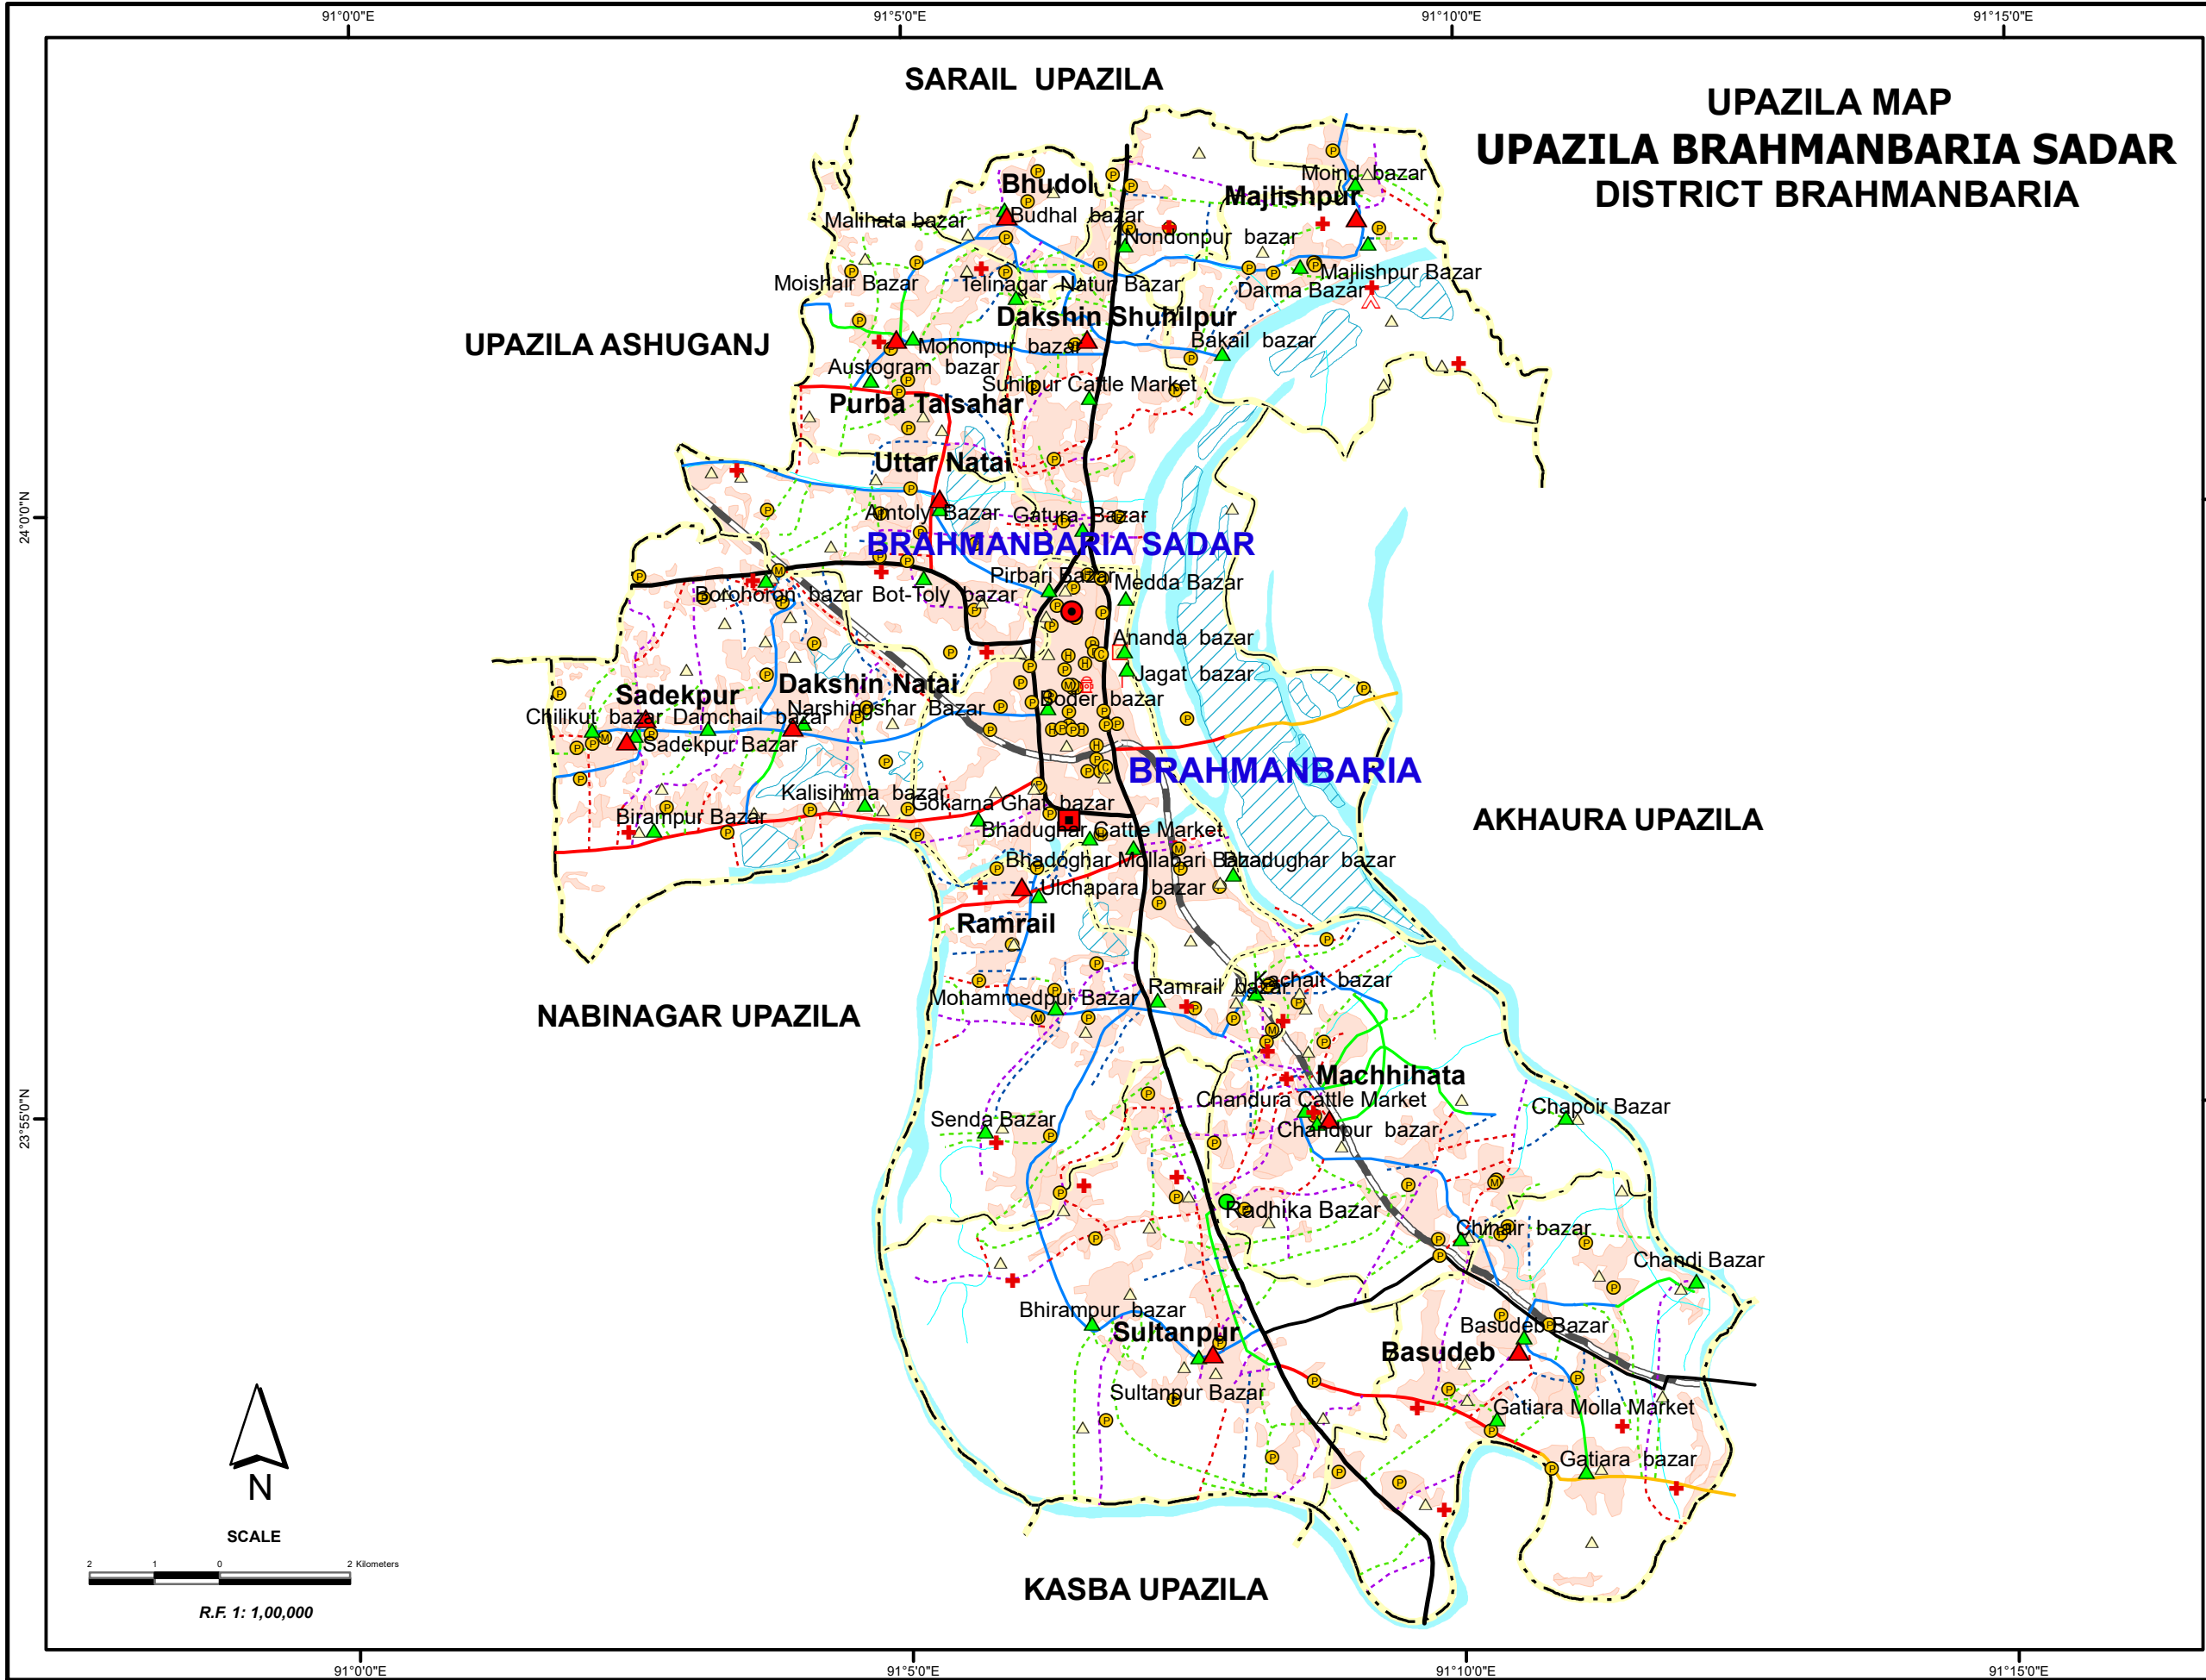 91°0'0"E
91°5'0"E
91°10'0"E
91°15'0"E
SARAIL UPAZILA
UPAZILA MAP
UPAZILA BRAHMANBARIA SADAR
DISTRICT BRAHMANBARIA
Moind bazar
Bhudol
Majlishpur
Malihata bazar
Budhal bazar
Nondonpur bazar
Majlishpur Bazar
Moishair Bazar
Telinagar
Natun Bazar
Darma Bazar
Dakshin Shunilpur
UPAZILA ASHUGANJ
Mohonpur bazar
Bakail bazar
Austogram bazar
Suhilpur Cattle Market
Purba Talsahar
Uttar Natai
24°0'0"N
Amtoly Bazar
Gatura Bazar
BRAHMANBARIA SADAR
Pirbari Bazar
Medda Bazar
Borohoron bazar
Bot-Toly bazar
Ananda bazar
Jagat bazar
Sadekpur
Dakshin Natai
Boder bazar
Chilikut bazar
Damchail bazar
Narshingshar Bazar
Sadekpur Bazar
BRAHMANBARIA
Kalisihima bazar
Gokarna Ghat bazar
Birampur Bazar
Bhadughar Cattle Market
AKHAURA UPAZILA
Bhadoghar Mollabari Bazar
Bhadughar bazar
Ulchapara bazar
Ramrail
Kachait bazar
Ramrail bazar
Mohammedpur Bazar
NABINAGAR UPAZILA
Machhihata
23°55'0"N
Chandura Cattle Market
Chapoir Bazar
Senda Bazar
Chandpur bazar
Radhika Bazar
Chinair bazar
Chandi Bazar
Bhirampur bazar
Basudeb Bazar
Sultanpur
Basudeb
Sultanpur Bazar
Gatiara Molla Market
Gatiara bazar
N
SCALE
2 1 0 2 Kilometers
KASBA UPAZILA
R.F. 1: 1,00,000
91°0'0"E
91°5'0"E
91°10'0"E
91°15'0"E